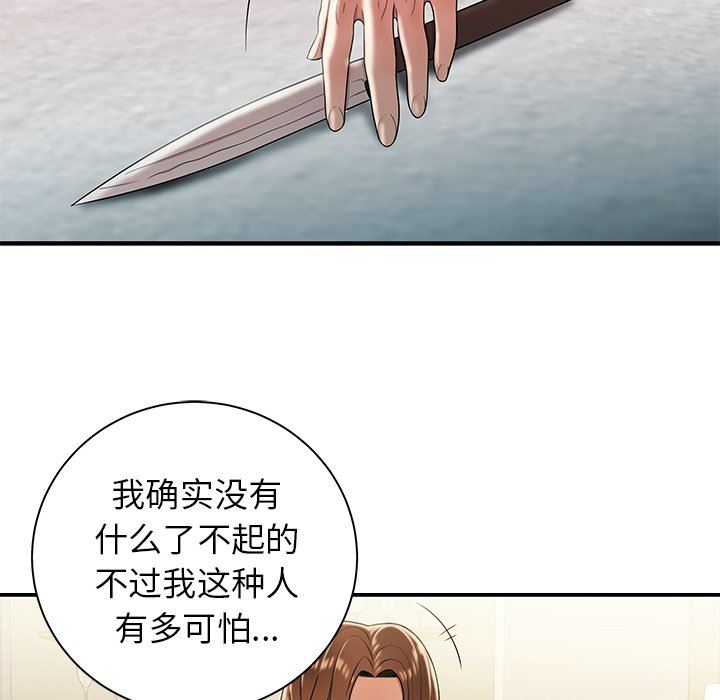 我确实没有
什么了不起的
不过我这种人
有多可怕…